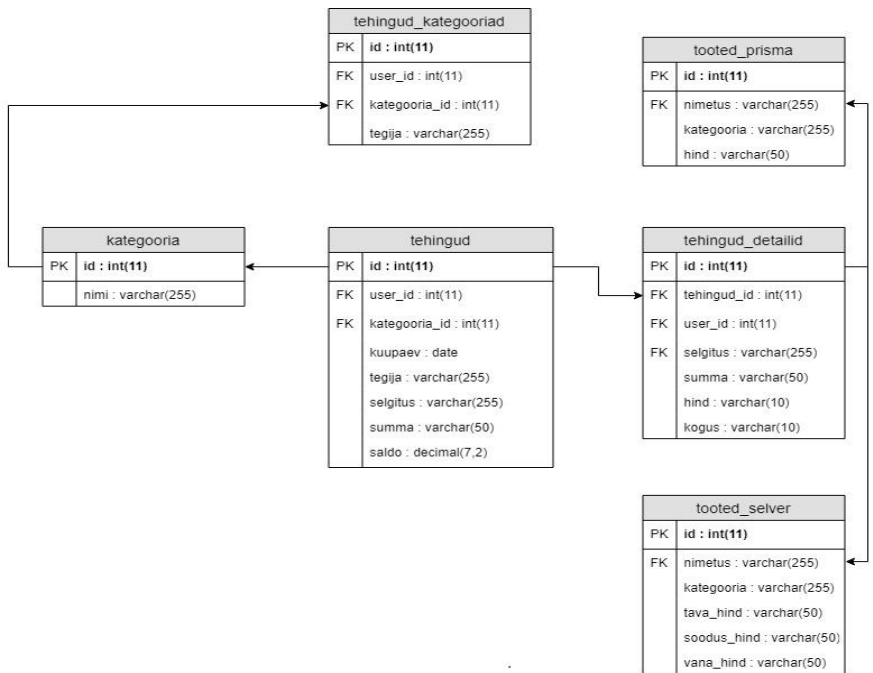 tehingud_kategooriad
PK id : int(11)
FK user_id : int(11)
FK kategooria_id : int(11)
tegija : varchar(255)
tooted_prisma
PK id : int(11)
FK nimetus : varchar(255)
kategooria : varchar(255)
hind : varchar(50)
kategooria
PK id : int(11)
nimi : varchar(255)
tehingud
PK id : int(11)
FK user_id : int(11)
FK kategooria_id : int(11)
kuupaev : date
tegija : varchar(255)
selgitus : varchar(255)
summa : varchar(50)
saldo : decimal(7,2)
tehingud_detailid
PK id : int(11)
FK tehingud_id : int(11)
FK user_id : int(11)
FK selgitus : varchar(255)
summa : varchar(50)
hind : varchar(10)
kogus : varchar(10)
tooted_selver
PK id : int(11)
FK nimetus : varchar(255)
kategooria : varchar(255)
tava_hind : varchar(50)
soodus_hind : varchar(50)
vana_hind : varchar(50)